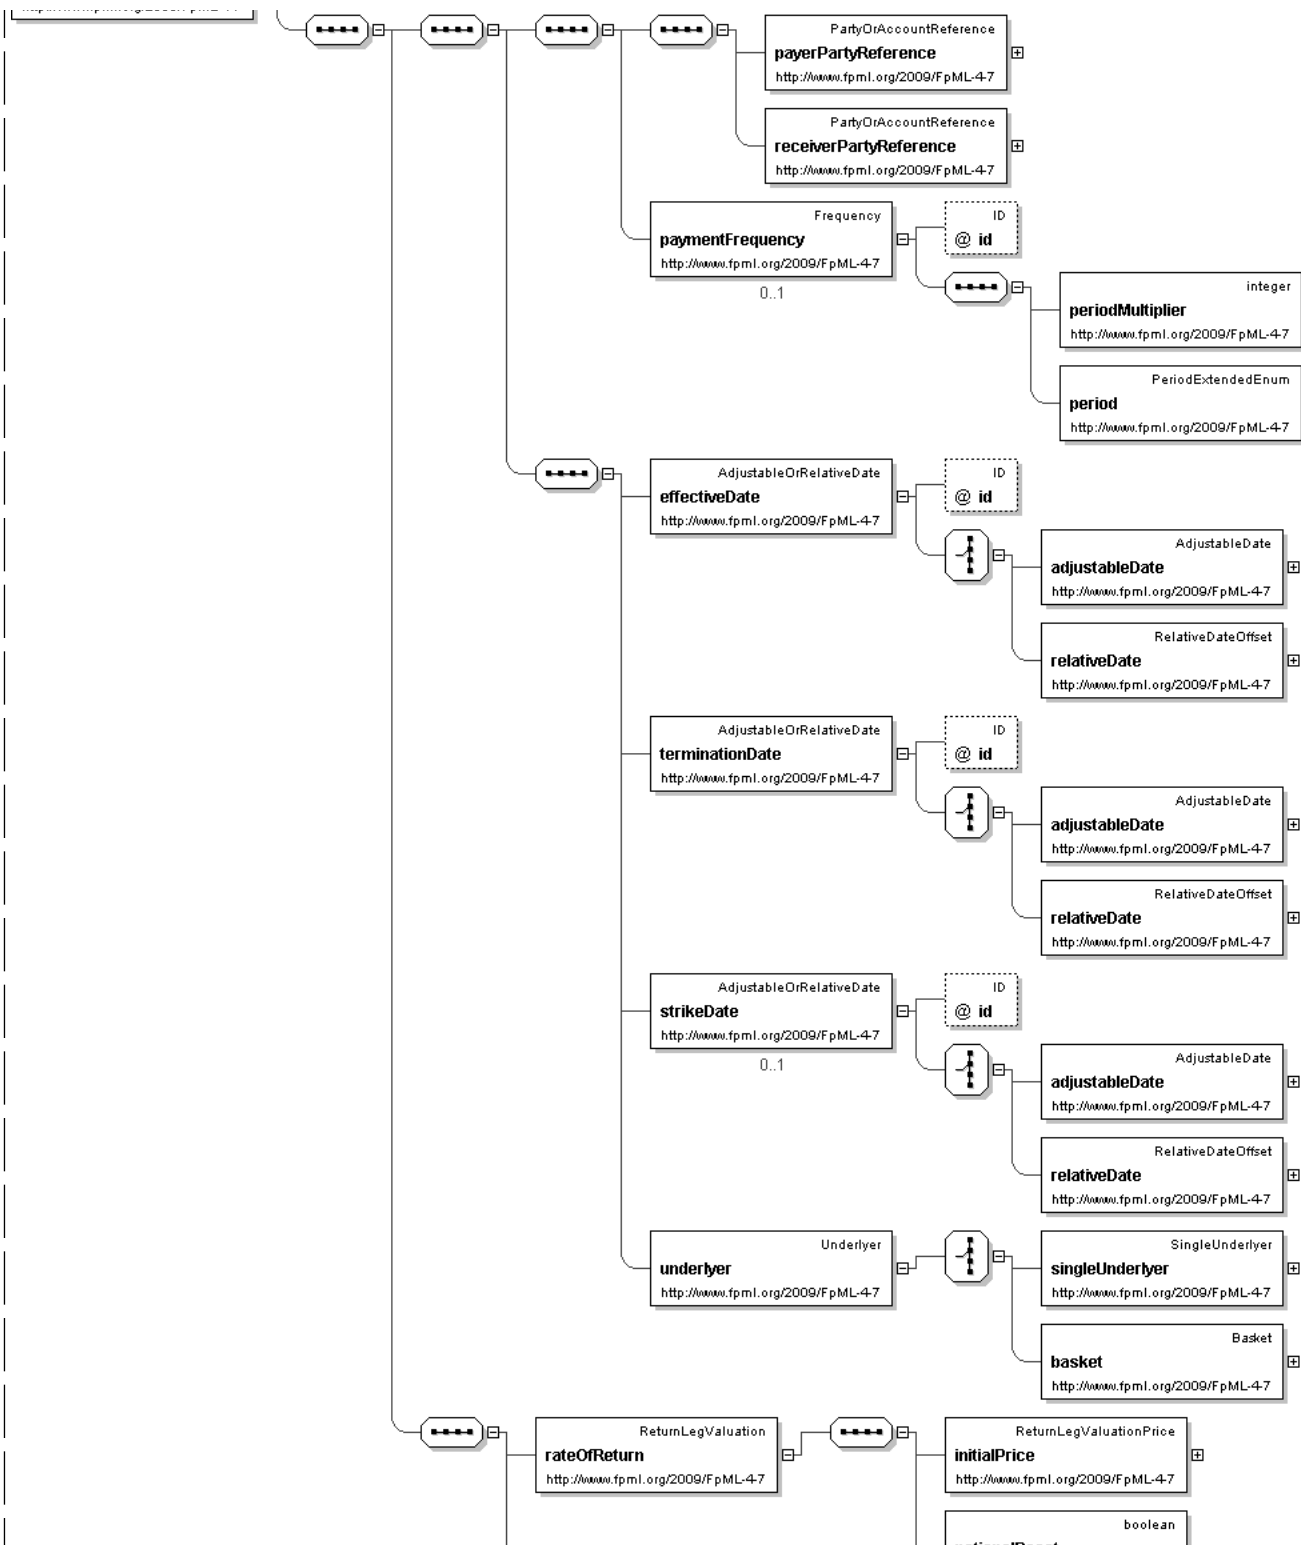 PartyOrAccountReference
payerPartyReference
http://www.fpml.org/2009/FpML-4-7
PartyOrAccountReference
receiverPartyReference
http://www.fpml.org/2009/FpML-4-7
Frequency
paymentFrequency
http://www.fpml.org/2009/FpML-4-7
0..1
ID
@ id
integer
periodMultiplier
http://www.fpml.org/2009/FpML-4-7
PeriodExtendedEnum
period
http://www.fpml.org/2009/FpML-4-7
AdjustableOrRelativeDate
effectiveDate
http://www.fpml.org/2009/FpML-4-7
ID
@ id
AdjustableDate
adjustableDate
http://www.fpml.org/2009/FpML-4-7
RelativeDateOffset
relativeDate
http://www.fpml.org/2009/FpML-4-7
AdjustableOrRelativeDate
terminationDate
http://www.fpml.org/2009/FpML-4-7
ID
@ id
AdjustableDate
adjustableDate
http://www.fpml.org/2009/FpML-4-7
RelativeDateOffset
relativeDate
http://www.fpml.org/2009/FpML-4-7
AdjustableOrRelativeDate
strikeDate
http://www.fpml.org/2009/FpML-4-7
0..1
ID
@ id
AdjustableDate
adjustableDate
http://www.fpml.org/2009/FpML-4-7
RelativeDateOffset
relativeDate
http://www.fpml.org/2009/FpML-4-7
Underlyer
underlyer
http://www.fpml.org/2009/FpML-4-7
SingleUnderlyer
singleUnderlyer
http://www.fpml.org/2009/FpML-4-7
Basket
basket
http://www.fpml.org/2009/FpML-4-7
ReturnLegValuation
rateOfReturn
http://www.fpml.org/2009/FpML-4-7
ReturnLegValuationPrice
initialPrice
http://www.fpml.org/2009/FpML-4-7
boolean